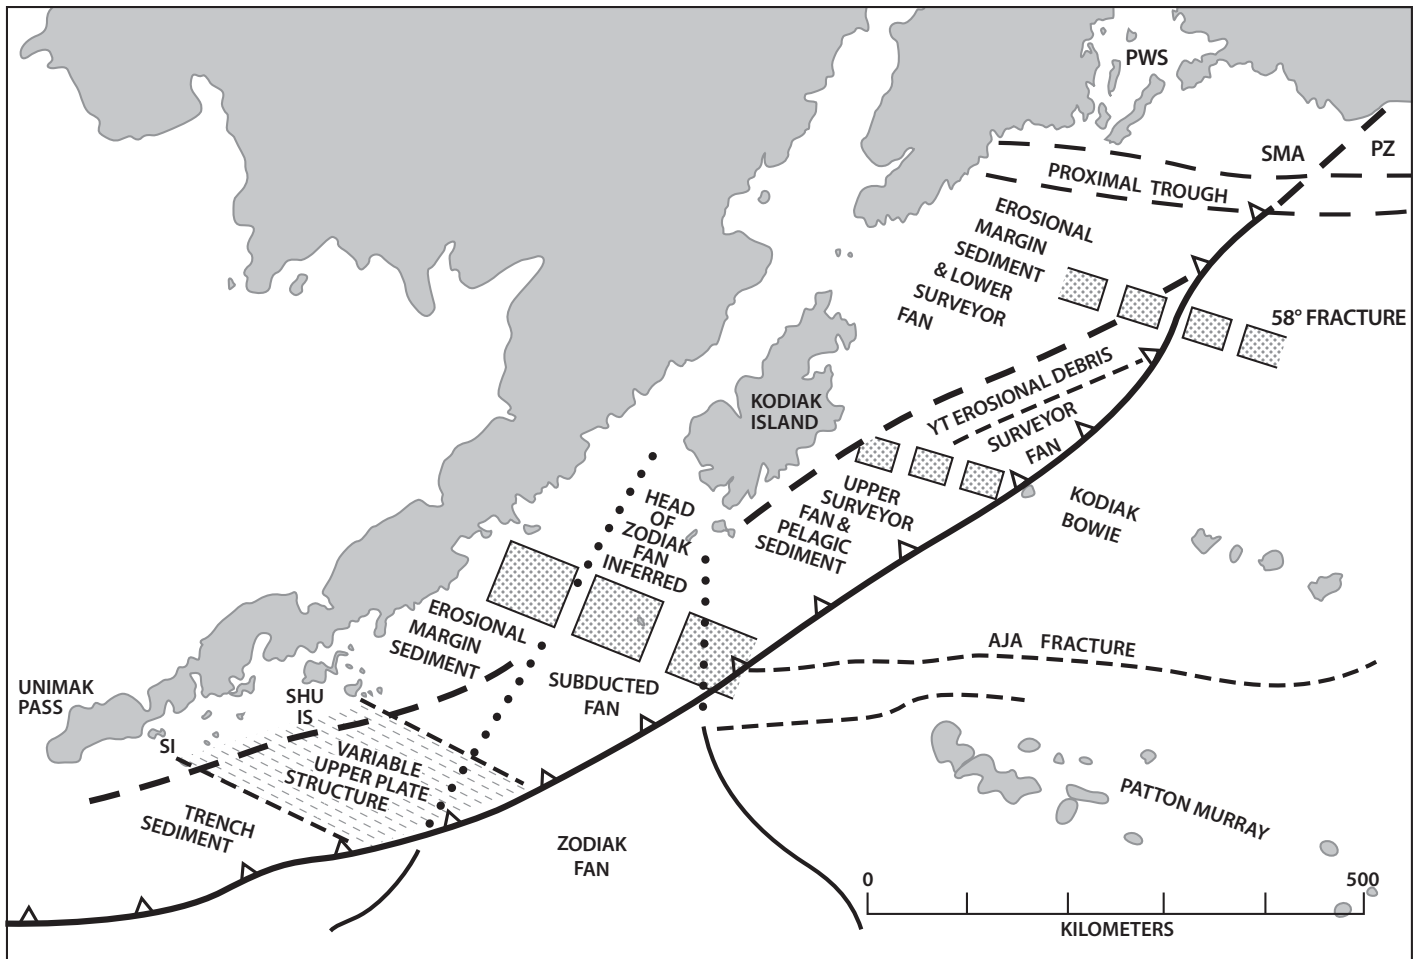 PWS
SMA
PZ
PROXIMAL TROUGH
EROSIONAL
MARGIN
SEDIMENT
& LOWER
SURVEYOR
FAN
58° FRACTURE
YT EROSIONAL DEBRIS
SURVEYOR
FAN
KODIAK
ISLAND
HEAD
OF
ZODIAK
FAN
INFERRED
UPPER
SURVEYOR
FAN &
PELAGIC
SEDIMENT
KODIAK
BOWIE
EROSIONAL
MARGIN
SEDIMENT
SUBDUCTED
FAN
AJA FRACTURE
UNIMAK
PASS
SHU
IS
SI
VARIABLE
UPPER PLATE
STRUCTURE
TRENCH
SEDIMENT
ZODIAK
FAN
PATTON MURRAY
0 500
KILOMETERS